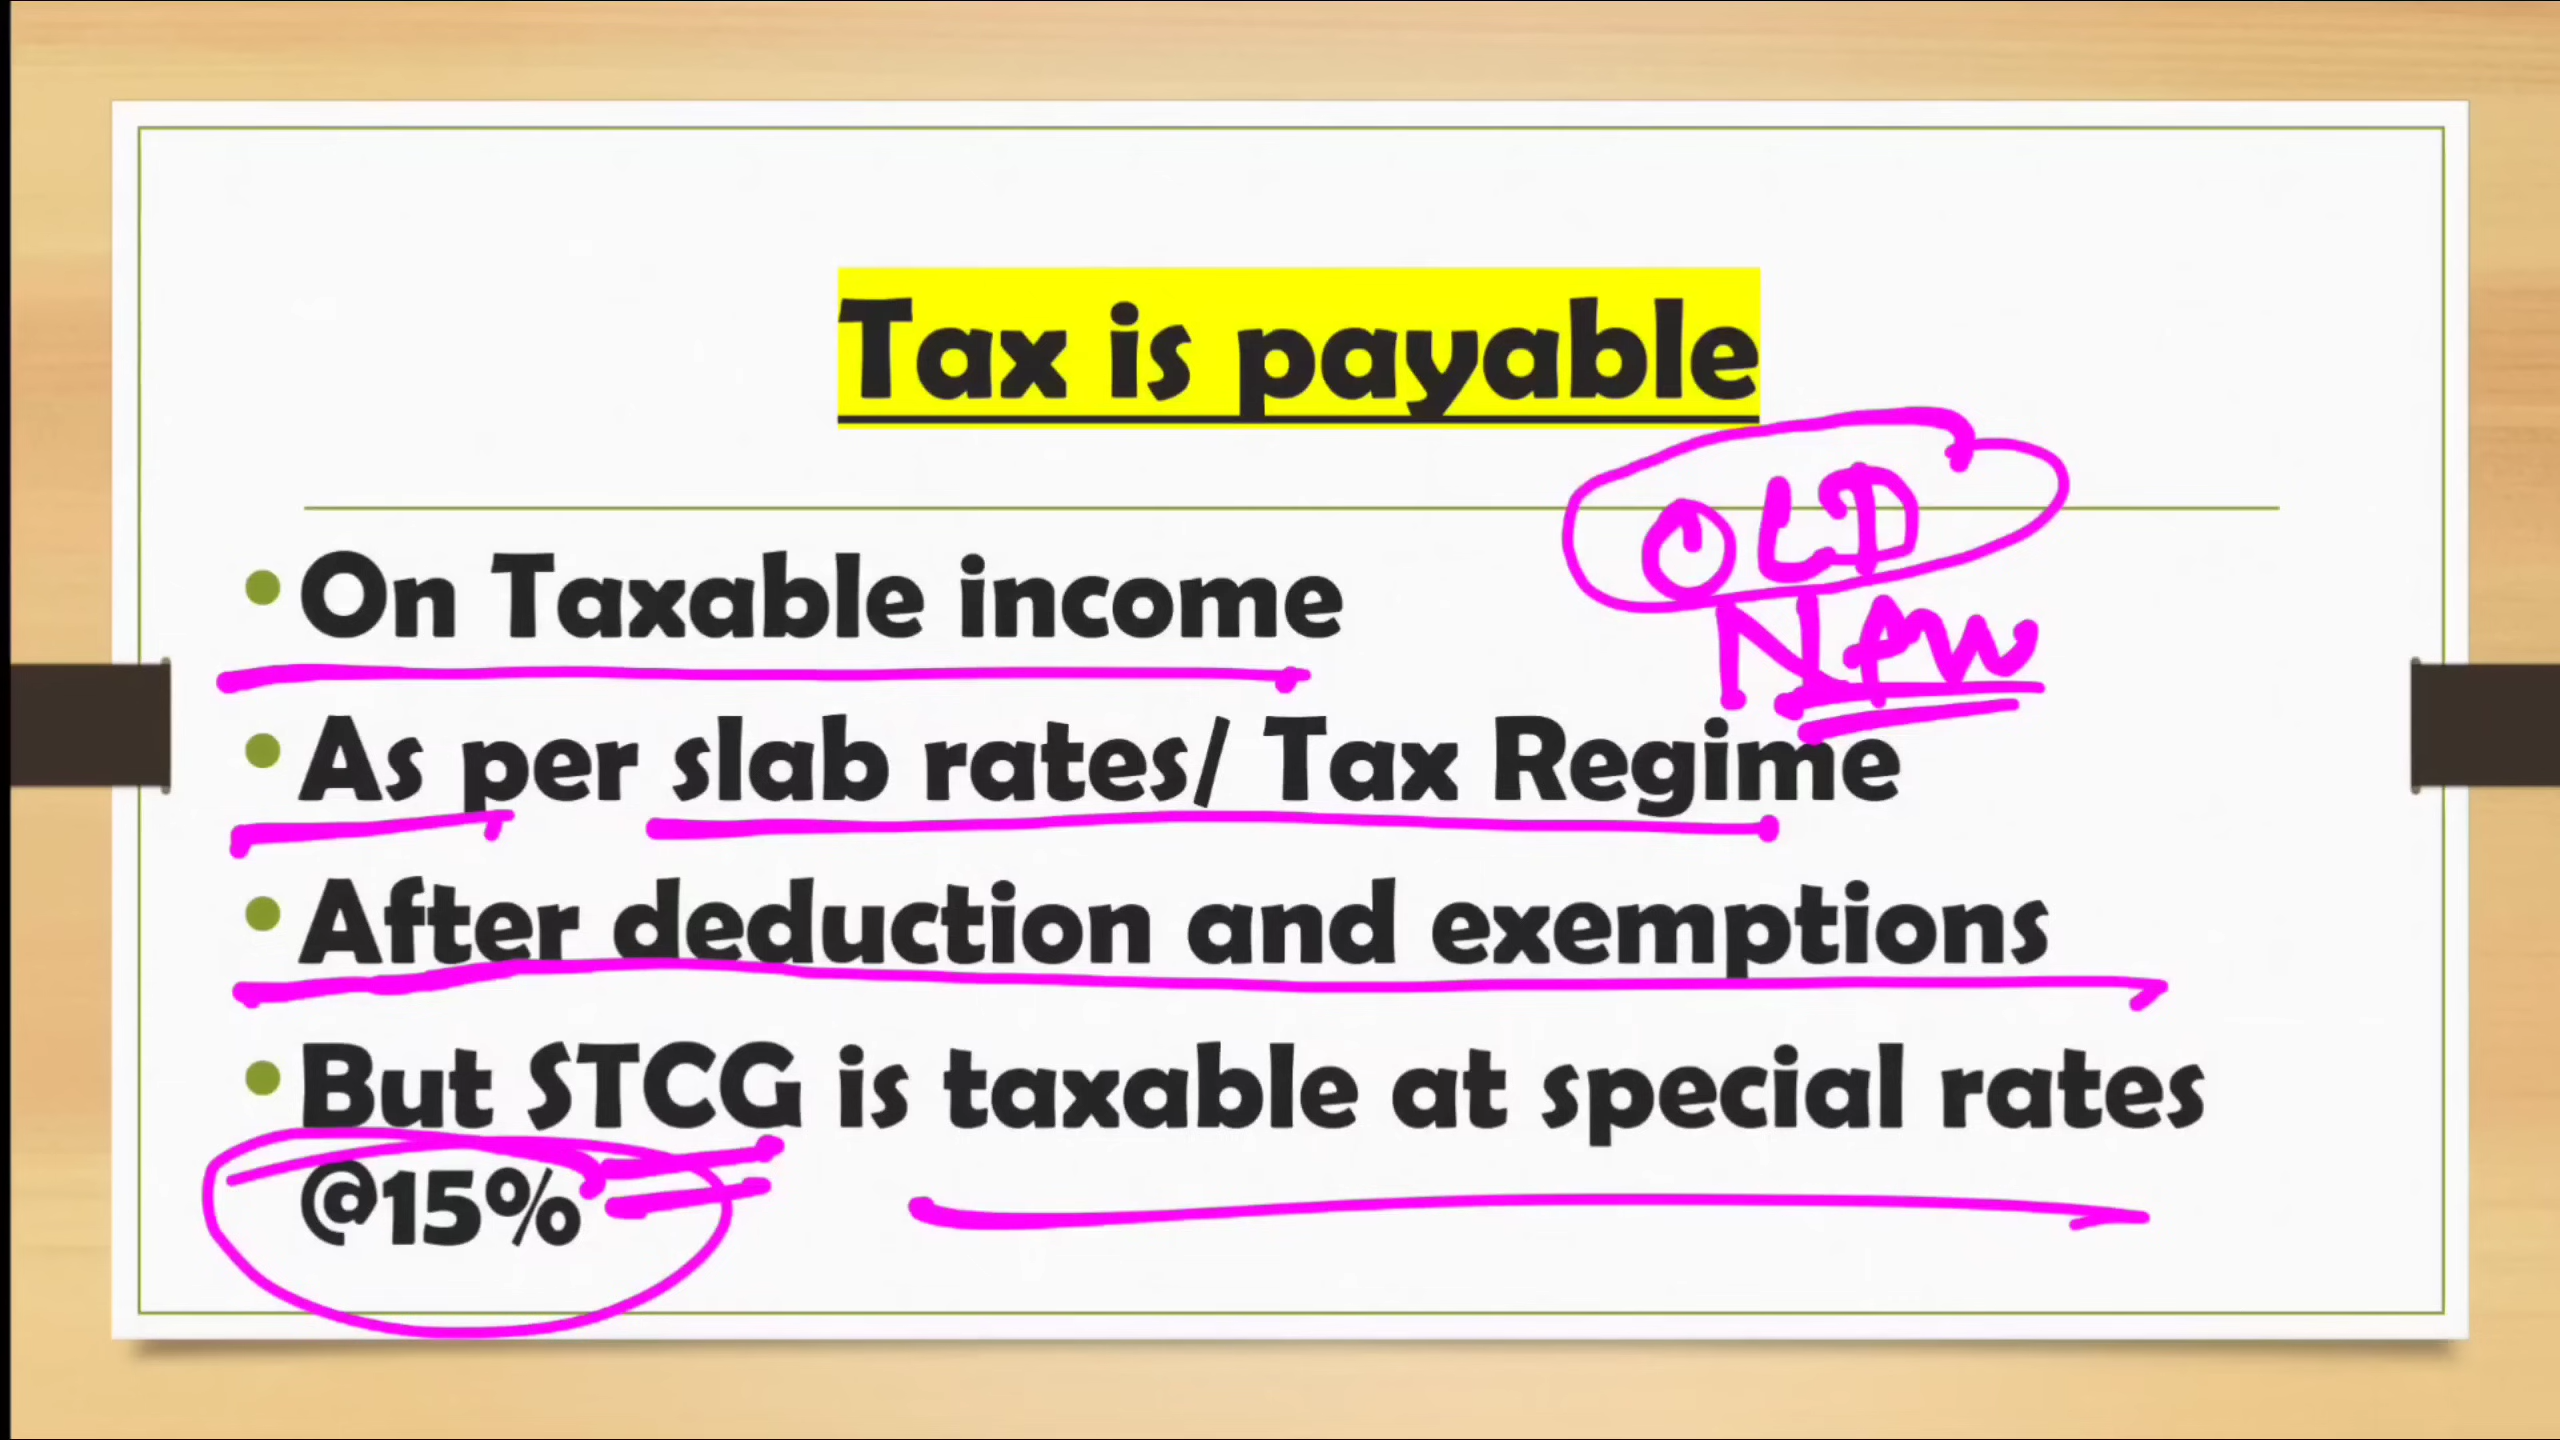 Tax is payable
OLD
New
On Taxable income
As per slab rates/ Tax Regime
After deduction and exemptions
But STCG is taxable at special rates
@15%